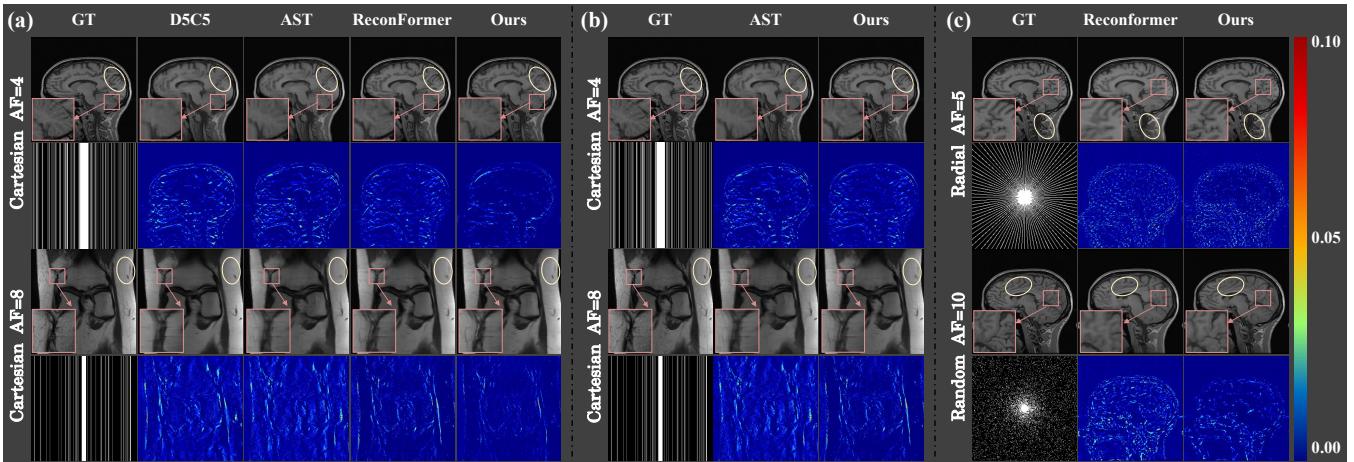 (a) GT D5C5 AST ReconFormer Ours
Cartesian AF=4
Cartesian AF=8
(b) GT AST Ours
Cartesian AF=4
Cartesian AF=8
(c) GT Reconformer Ours
Radial AF=5
Random AF=10
0.10
0.05
0.00